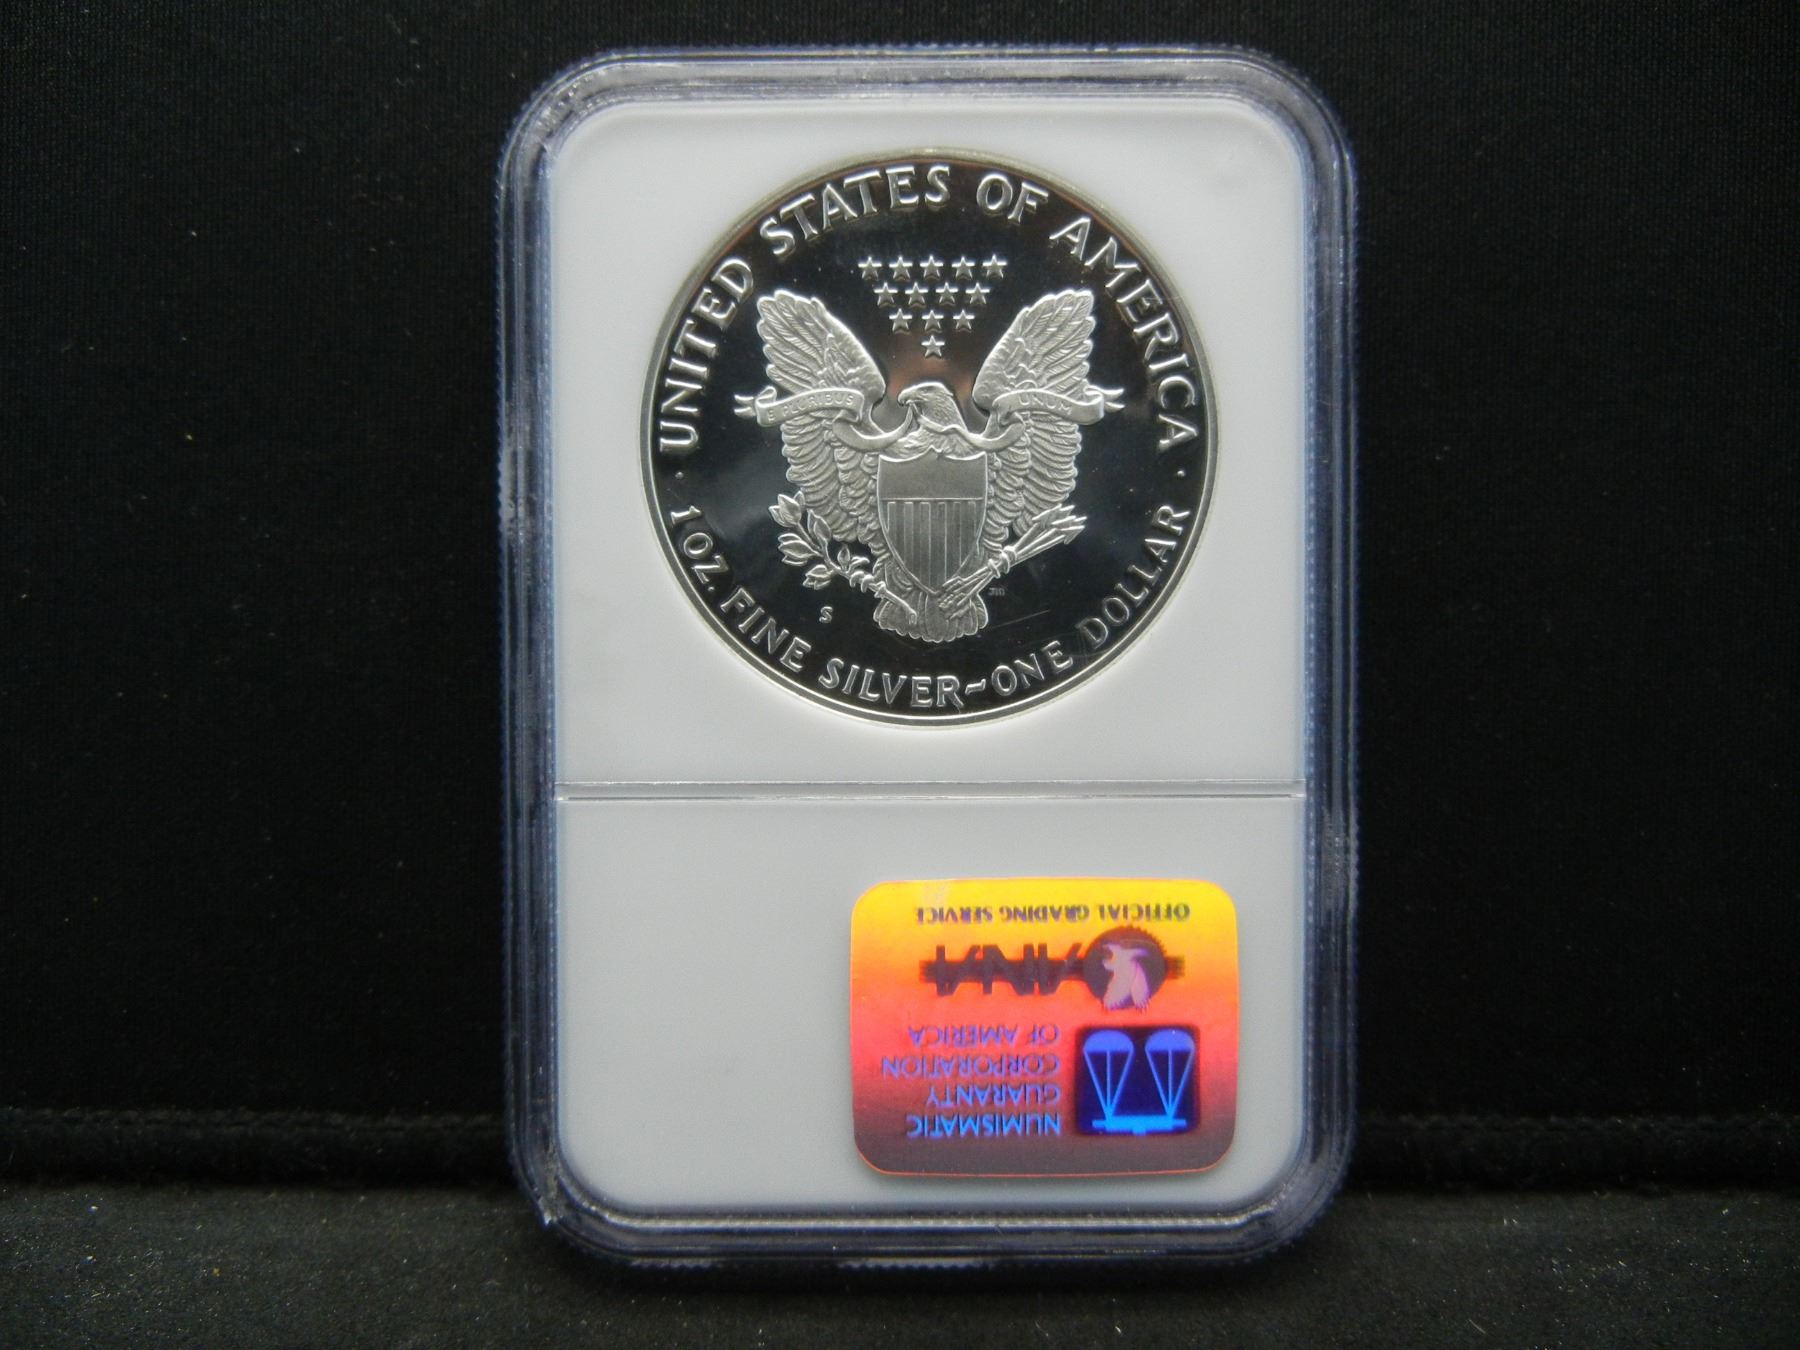 UNITED STATES OF AMERICA
E PLURIBUS UNUM
S
· 1 OZ. FINE SILVER~ONE DOLLAR ·
NUMISMATIC
GUARANTY
CORPORATION
OF AMERICA
ANA
OFFICIAL GRADING SERVICE